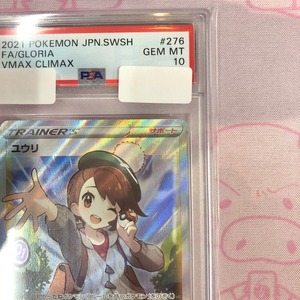 2021 POKEMON JPN.SWSH #276
FA/GLORIA GEM MT
VMAX CLIMAX 10
PSA
TRAINER'S サポート
ユウリ